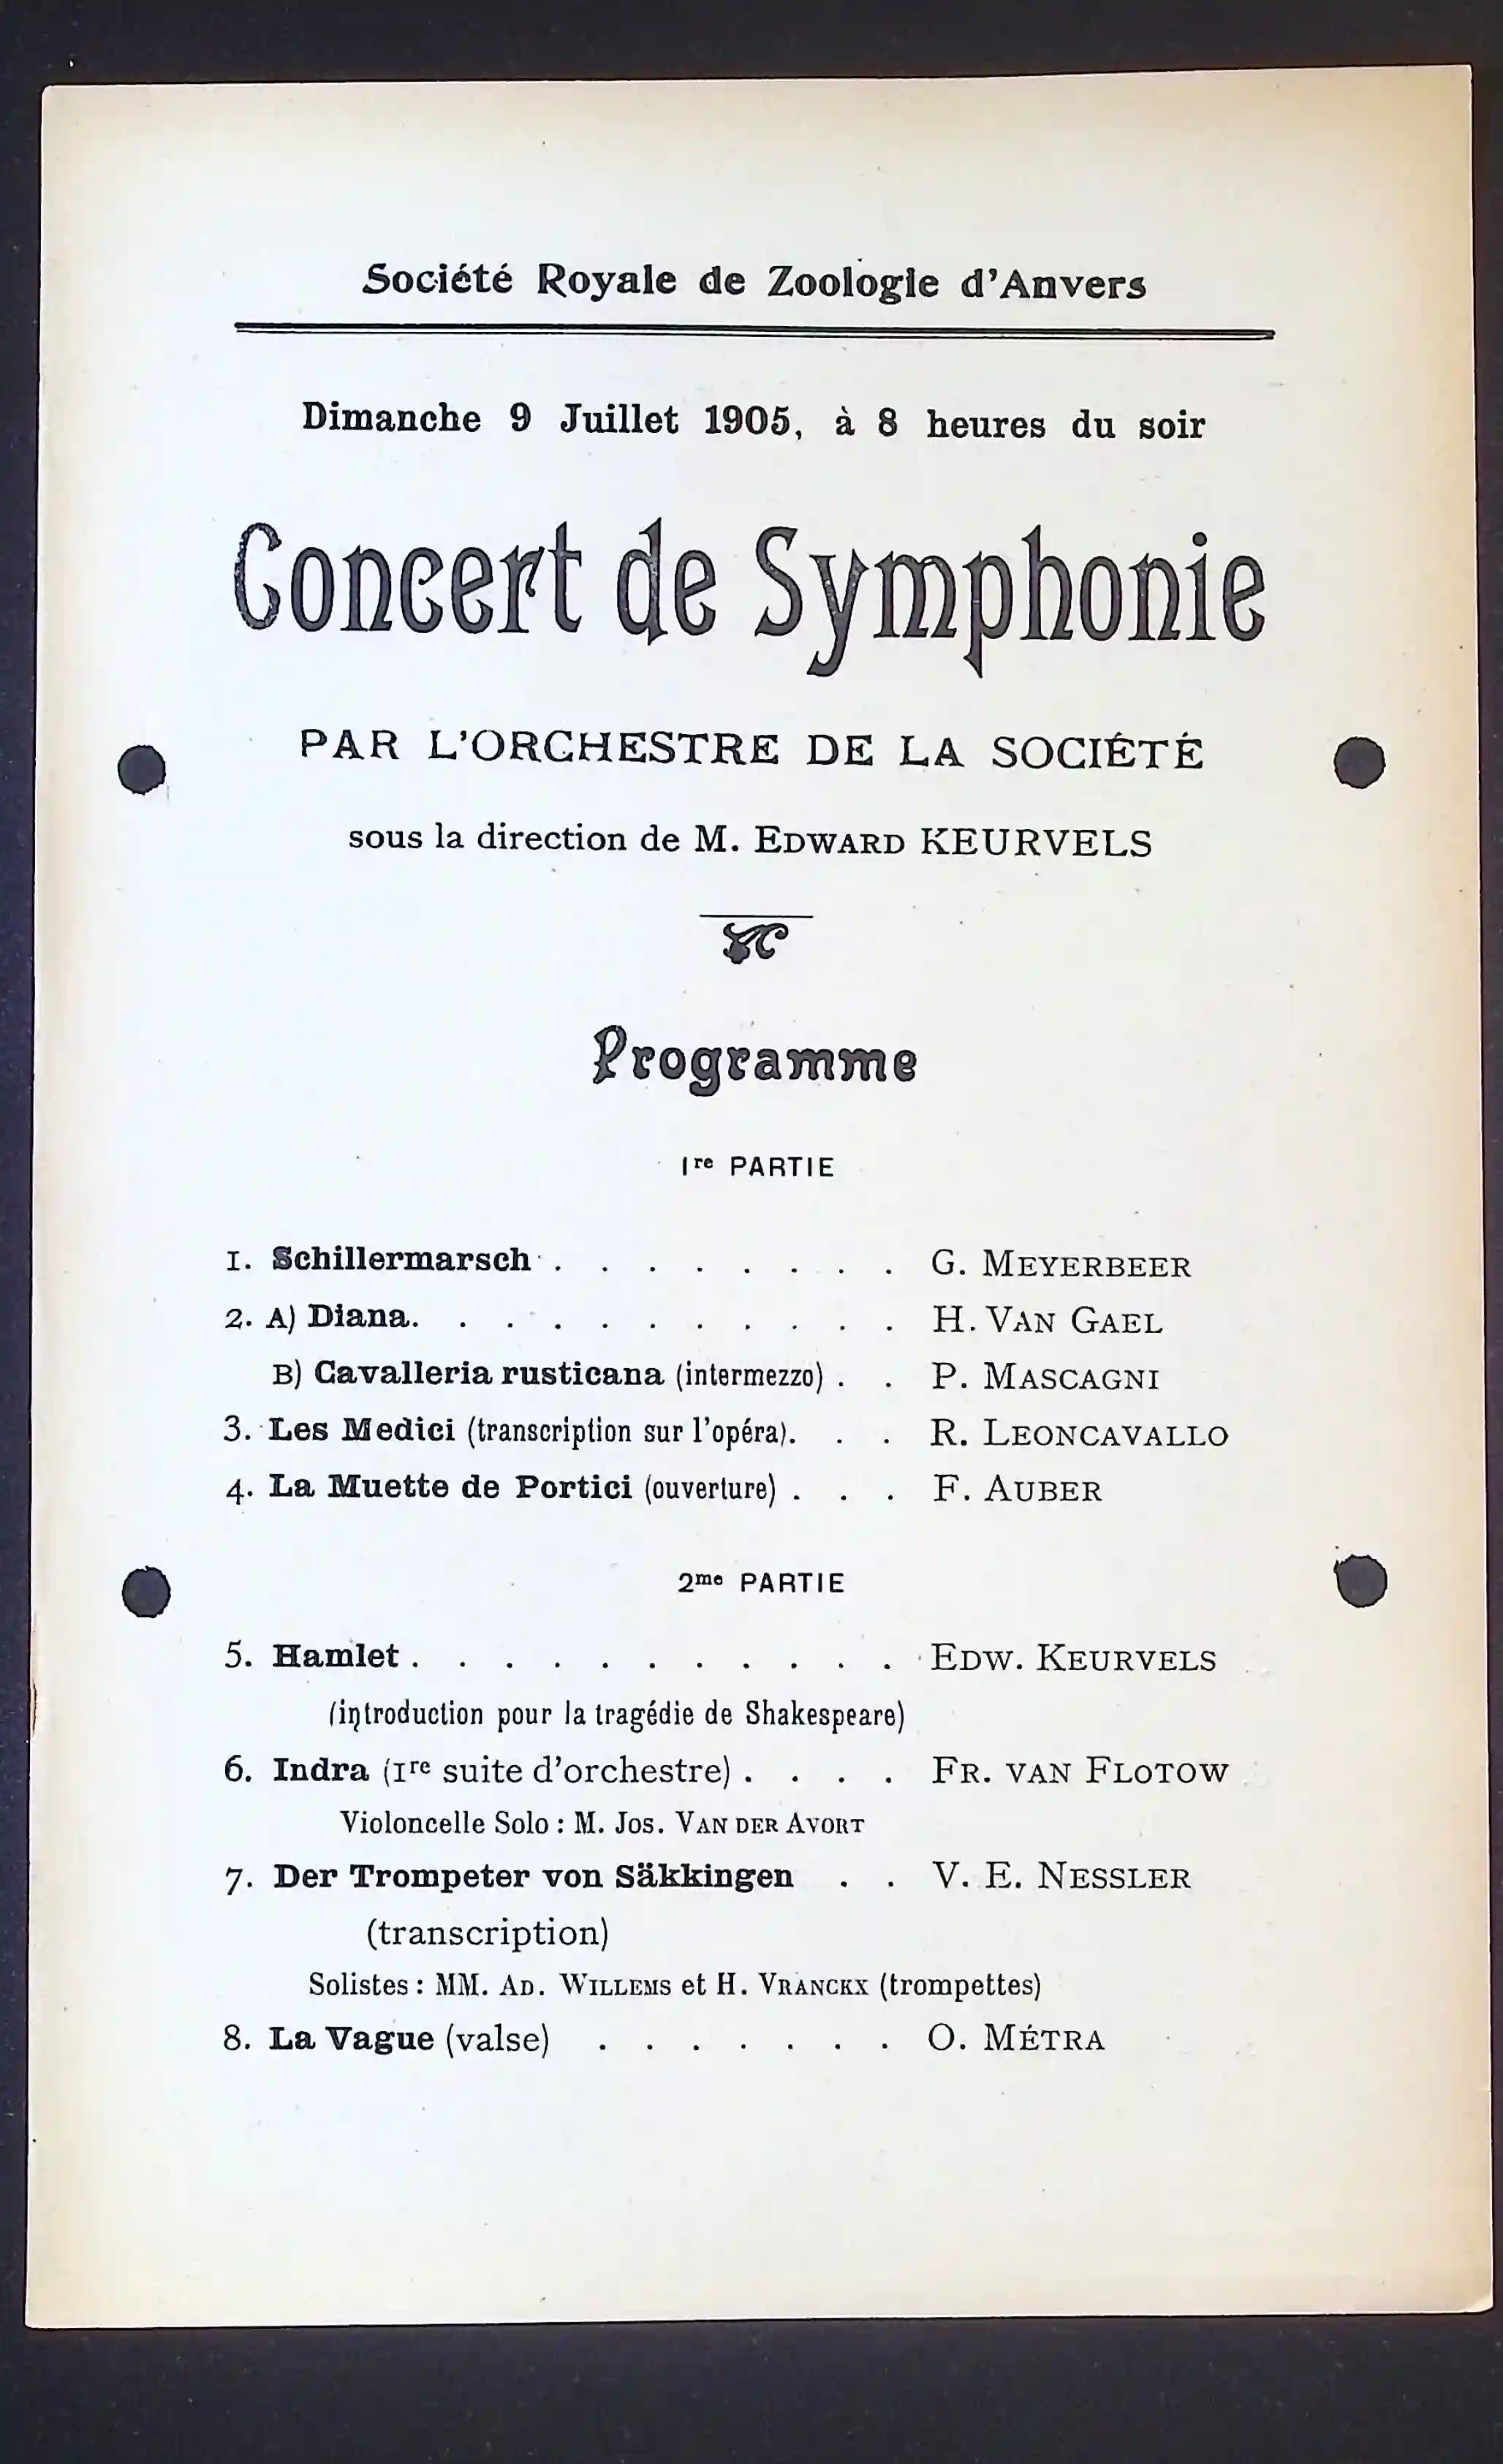 Société Royale de Zoologie d'Anvers
Dimanche 9 Juillet 1905, à 8 heures du soir
Concert de Symphonie
PAR L'ORCHESTRE DE LA SOCIÉTÉ
sous la direction de M. EDWARD KEURVELS
Programme
1re PARTIE
1. Schillermarsch . . . . . . . . G. MEYERBEER
2. A) Diana. . . . . . . . . . . H. VAN GAEL
B) Cavalleria rusticana (intermezzo) . . P. MASCAGNI
3. Les Medici (transcription sur l'opéra). . . R. LEONCAVALLO
4. La Muette de Portici (ouverture) . . . F. AUBER
2me PARTIE
5. Hamlet . . . . . . . . . . . EDW. KEURVELS
(introduction pour la tragédie de Shakespeare)
6. Indra (1re suite d'orchestre) . . . . FR. VAN FLOTOW
Violoncelle Solo : M. JOS. VAN DER AVORT
7. Der Trompeter von Säkkingen . . V. E. NESSLER
(transcription)
Solistes : MM. AD. WILLEMS et H. VRANCKX (trompettes)
8. La Vague (valse) . . . . . . . O. MÉTRA